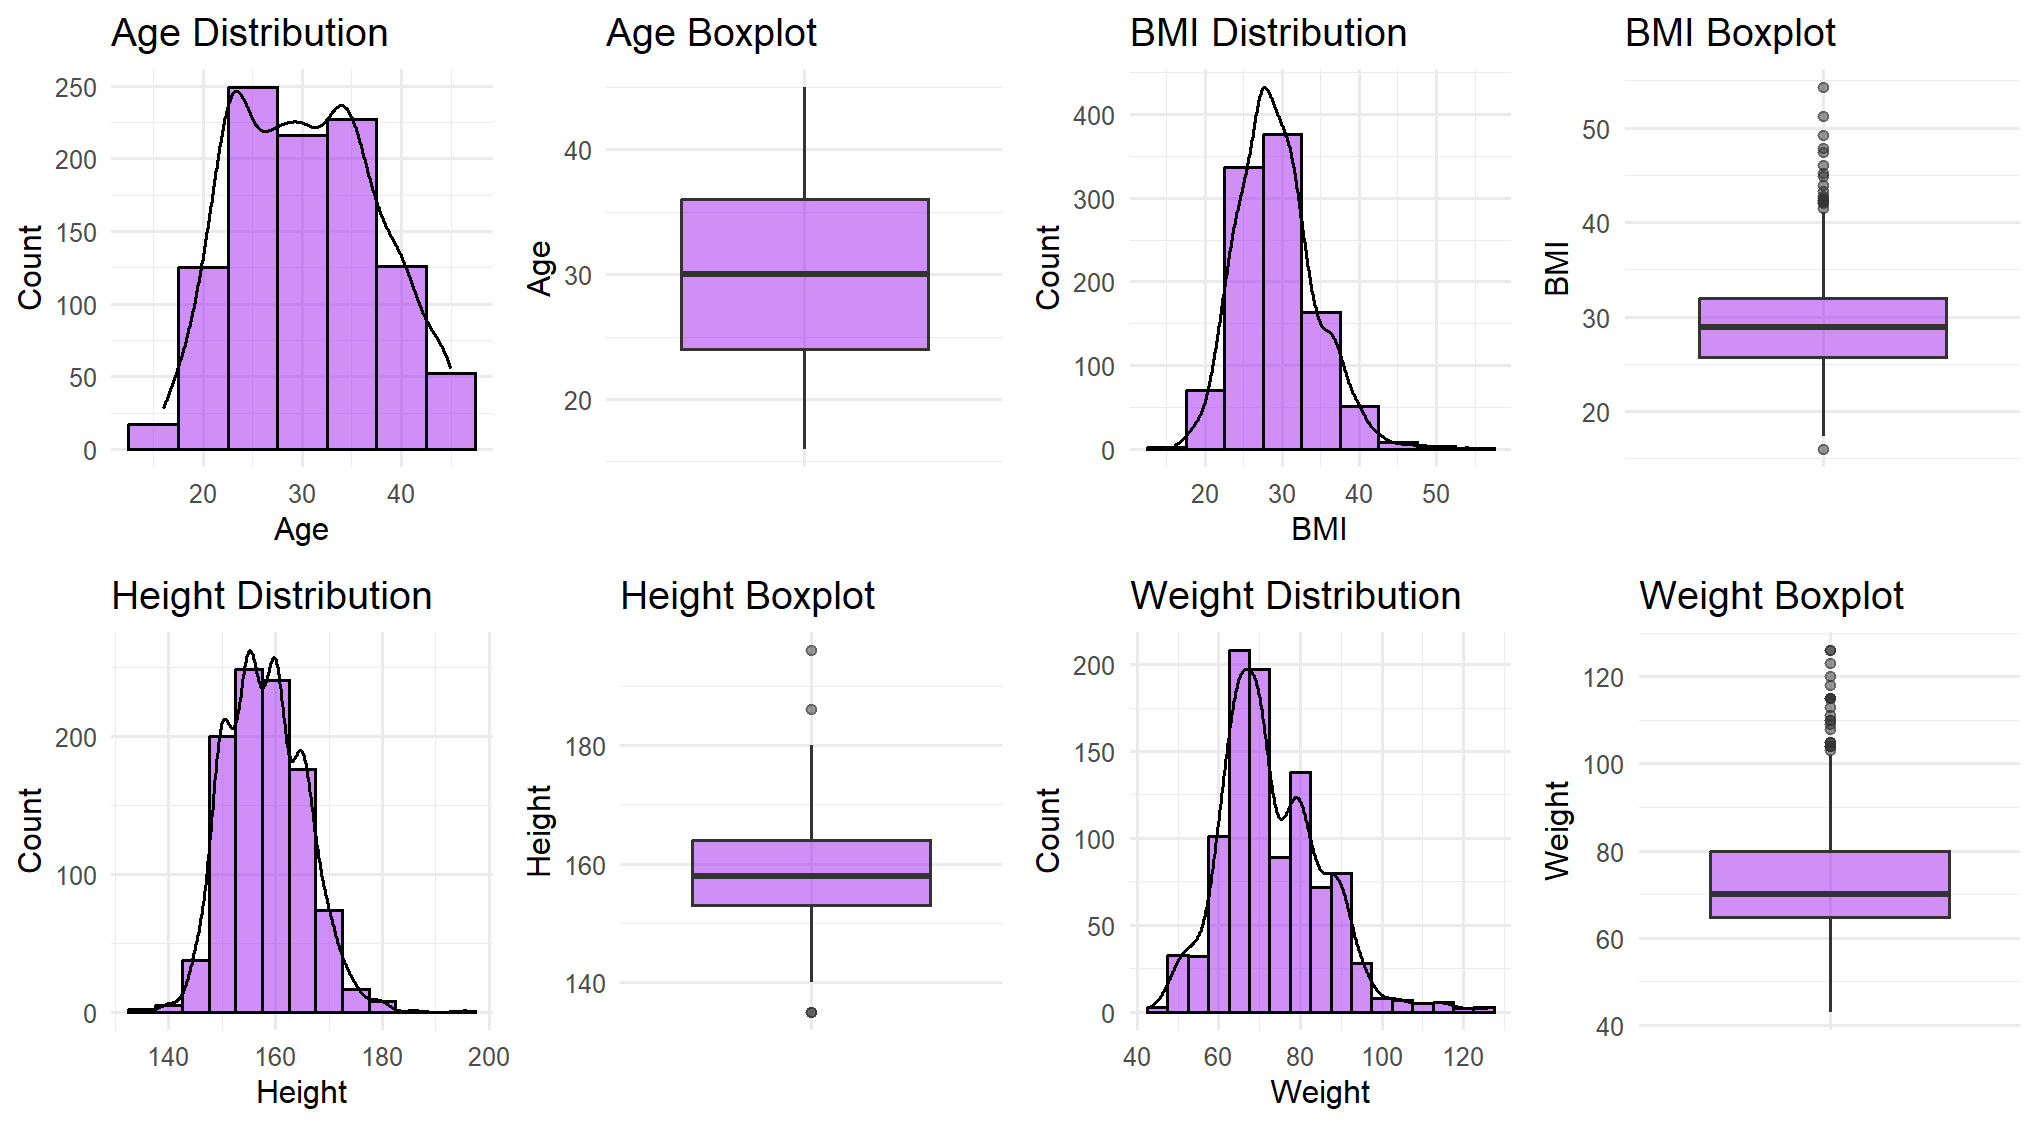 Age Distribution
Age Boxplot
BMI Distribution
BMI Boxplot
Count
250
200
150
100
50
0
20 30 40
Age
Age
40
30
20
Count
400
300
200
100
0
20 30 40 50
BMI
BMI
50
40
30
20
Height Distribution
Height Boxplot
Weight Distribution
Weight Boxplot
Count
200
100
0
140 160 180 200
Height
Height
180
160
140
Count
200
150
100
50
0
40 60 80 100 120
Weight
Weight
120
100
80
60
40